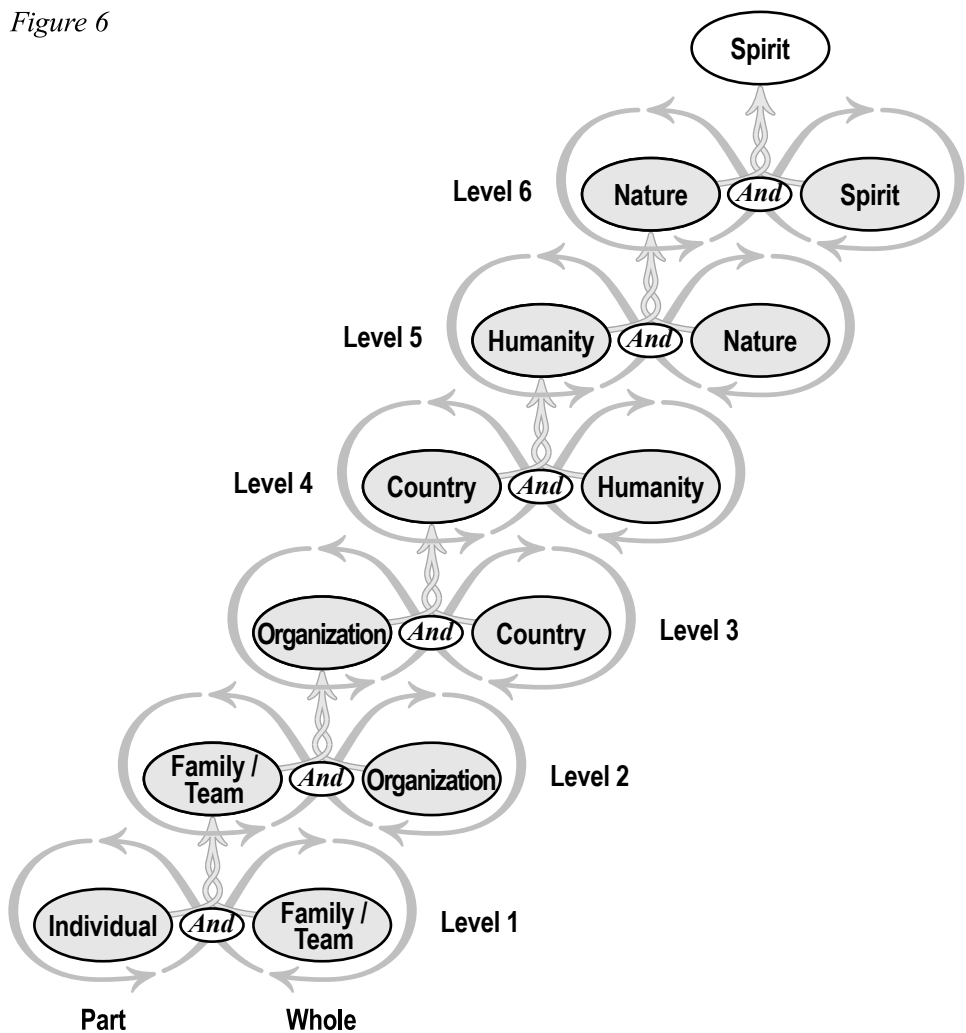 Figure 6
Spirit
Level 6
Nature
And
Spirit
Level 5
Humanity
And
Nature
Level 4
Country
And
Humanity
Organization
And
Country
Level 3
Family /
Team
And
Organization
Level 2
Individual
And
Family /
Team
Level 1
Part
Whole